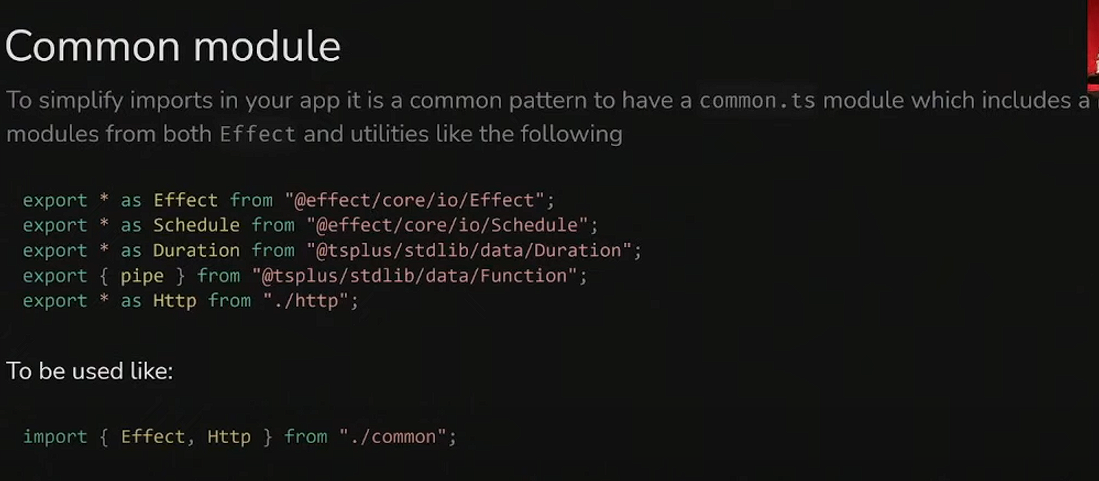 Common module
To simplify imports in your app it is a common pattern to have a common.ts module which includes a
modules from both Effect and utilities like the following
export * as Effect from "@effect/core/io/Effect";
export * as Schedule from "@effect/core/io/Schedule";
export * as Duration from "@tsplus/stdlib/data/Duration";
export { pipe } from "@tsplus/stdlib/data/Function";
export * as Http from "./http";
To be used like:
import { Effect, Http } from "./common";